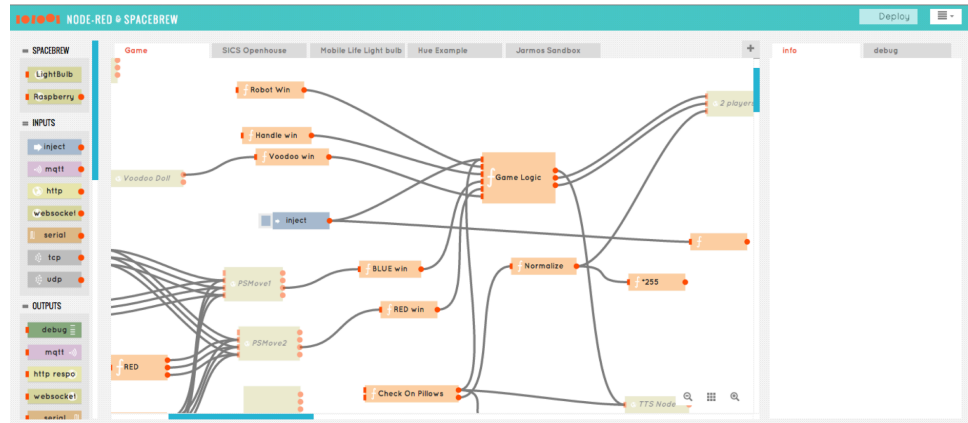 NODE-RED @ SPACEBREW
Deploy
SPACEBREW
LightBulb
Raspberry
INPUTS
inject
mqtt
http
websocket
serial
tcp
udp
OUTPUTS
debug
mqtt
http respo
websocket
serial
Game
SICS Openhouse
Mobile Life Light bulb
Hue Example
Jarmos Sandbox
+
Robot Win
2 players
Handle win
Voodoo win
Voodoo Doll
Game Logic
inject
BLUE win
Normalize
PSMove1
*255
RED win
PSMove2
RED
Check On Pillows
TTS Node
info
debug